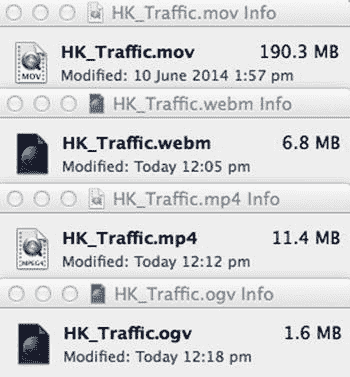 HK_Traffic.mov Info
HK_Traffic.mov 190.3 MB
MOV
Modified: 10 June 2014 1:57 pm
HK_Traffic.webm Info
HK_Traffic.webm 6.8 MB
Modified: Today 12:05 pm
HK_Traffic.mp4 Info
HK_Traffic.mp4 11.4 MB
MPEG4
Modified: Today 12:12 pm
HK_Traffic.ogv Info
HK_Traffic.ogv 1.6 MB
Modified: Today 12:18 pm